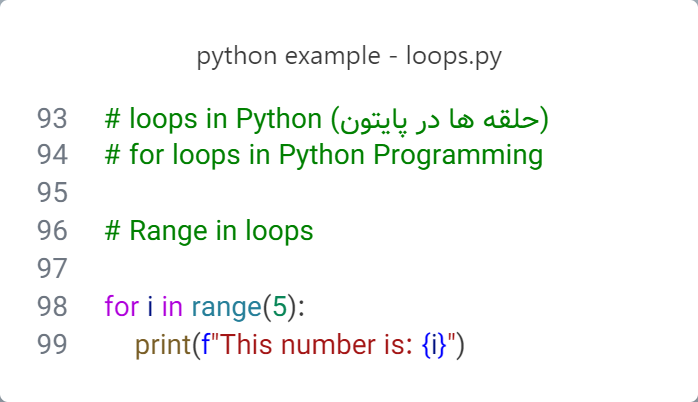 python example - loops.py
93 # loops in Python (حلقه ها در پایتون)
94 # for loops in Python Programming
95
96 # Range in loops
97
98 for i in range(5):
99     print(f"This number is: {i}")